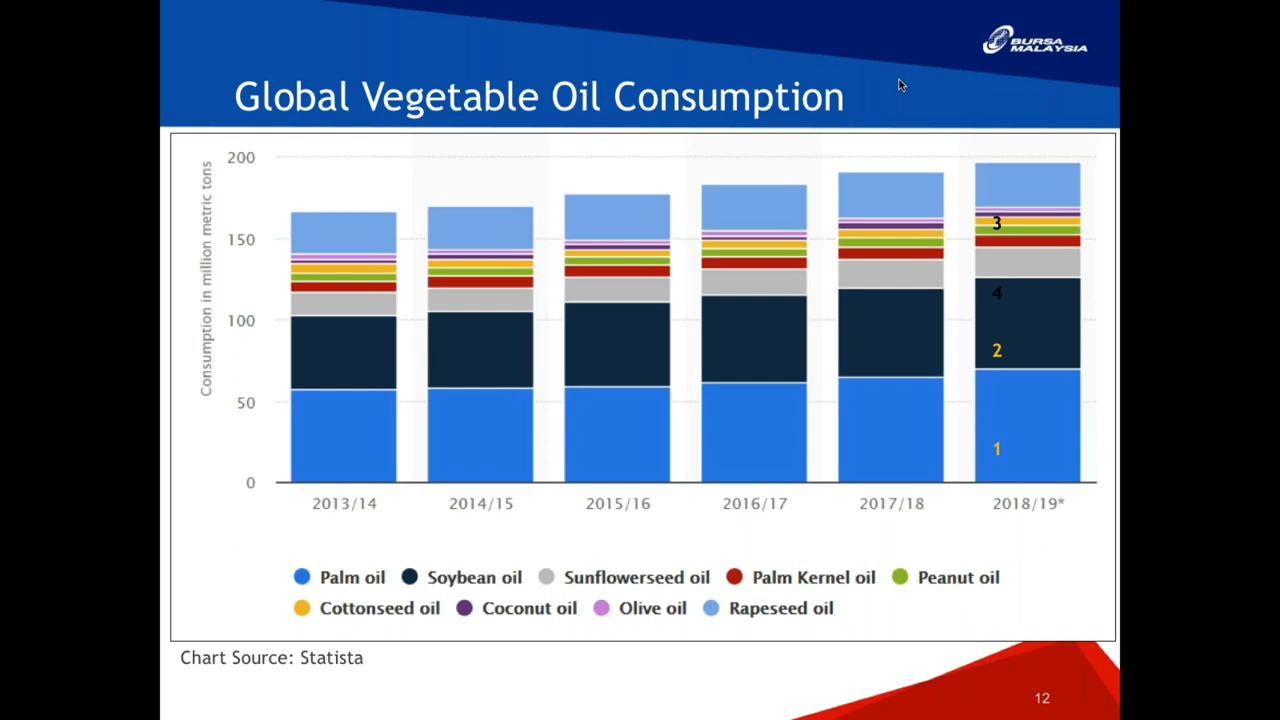 BURSA
MALAYSIA
Global Vegetable Oil Consumption
Consumption in million metric tons
200
150
100
50
0
3
4
2
1
2013/14 2014/15 2015/16 2016/17 2017/18 2018/19*
Palm oil Soybean oil Sunflowerseed oil Palm Kernel oil Peanut oil
Cottonseed oil Coconut oil Olive oil Rapeseed oil
Chart Source: Statista
12